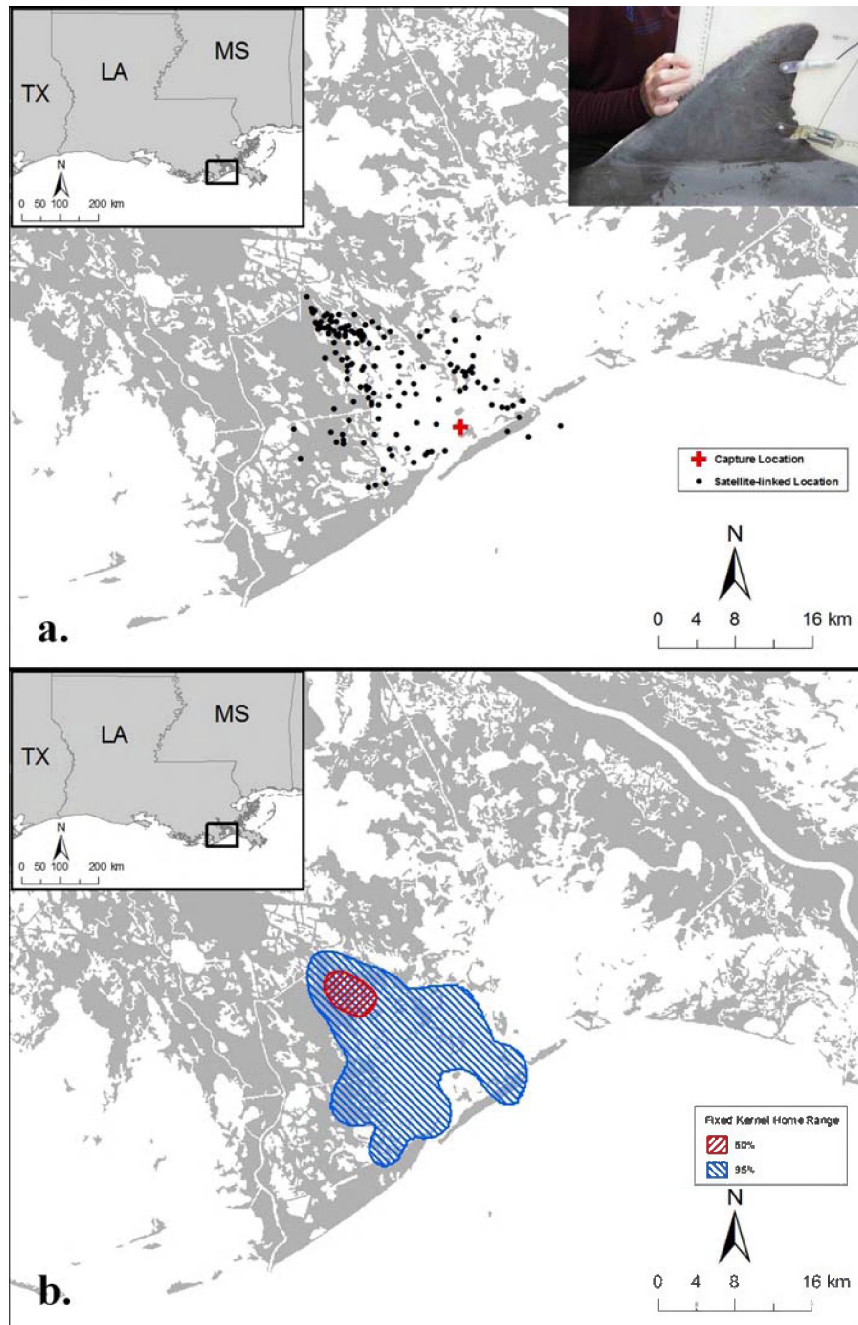 TX
LA
MS
N
0 50 100 200 km
Capture Location
Satellite-linked Location
N
0 4 8 16 km
a.
TX
LA
MS
N
0 50 100 200 km
Fixed Kernel Home Range
50%
95%
N
0 4 8 16 km
b.